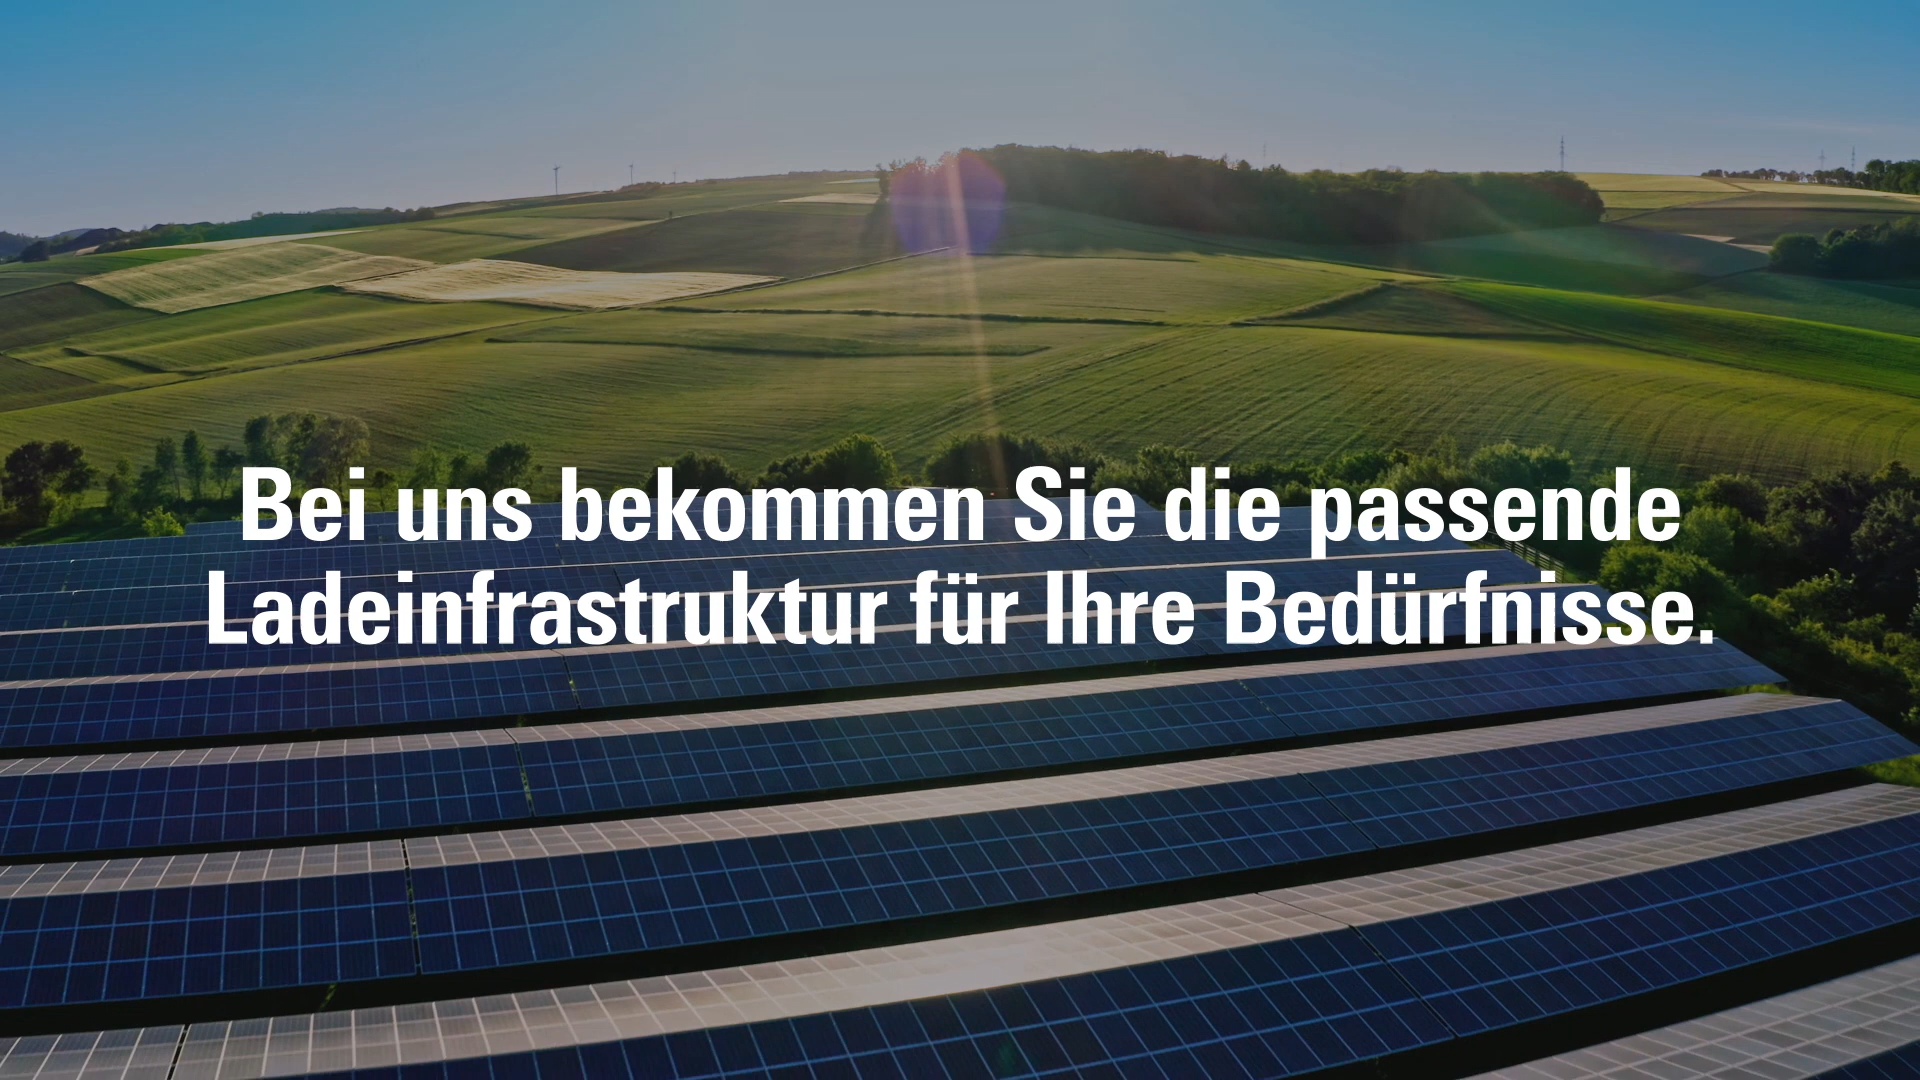 Bei uns bekommen Sie die passende
Ladeinfrastruktur für Ihre Bedürfnisse.